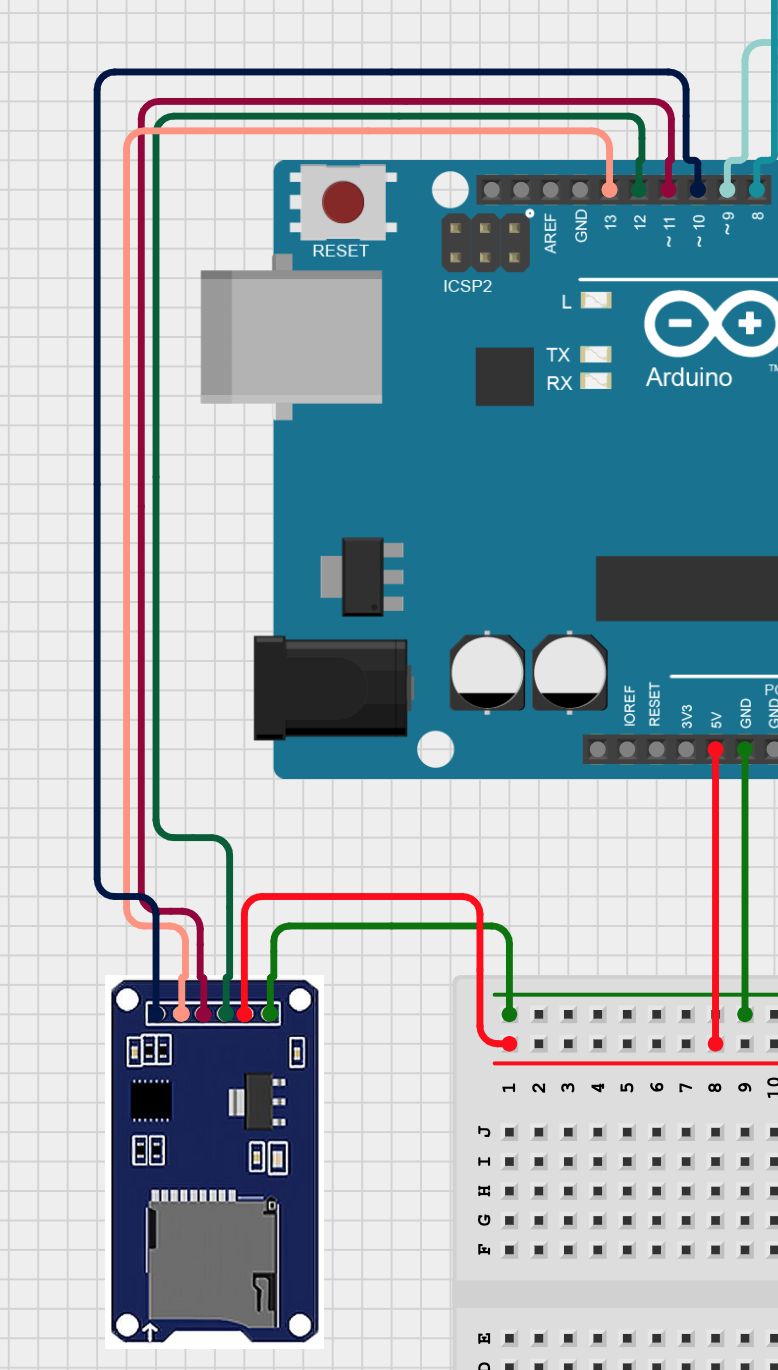 RESET
AREF
GND
13
12
~ 11
~ 10
~ 9
8
ICSP2
L
TX
RX
Arduino
TM
IOREF
RESET
3V3
5V
GND
GND
1 2 3 4 5 6 7 8 9 10
J
I
H
G
F
E